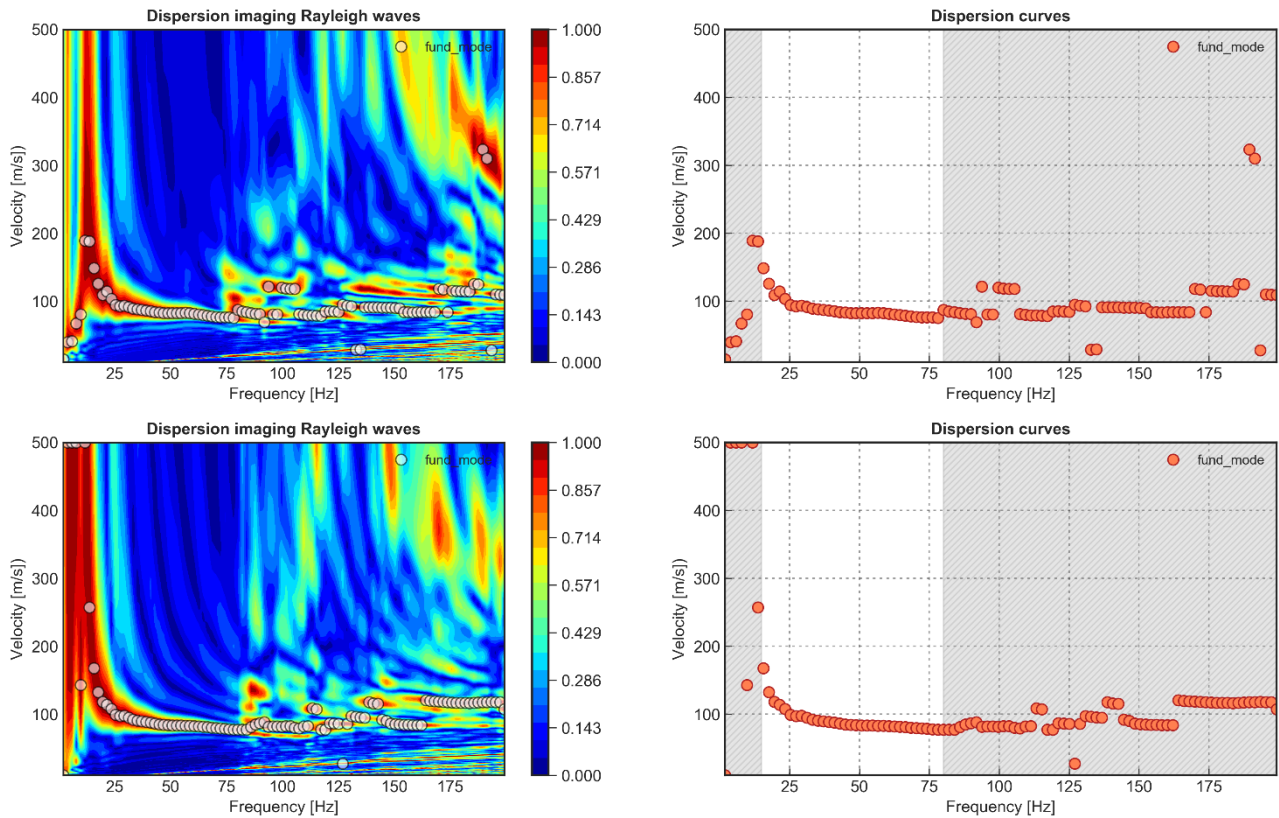 Dispersion imaging Rayleigh waves
500
400
300
200
100
Velocity [m/s])
25 50 75 100 125 150 175
Frequency [Hz]
fund_mode
1.000
0.857
0.714
0.571
0.429
0.286
0.143
0.000
Dispersion curves
500
400
300
200
100
Velocity [m/s])
25 50 75 100 125 150 175
Frequency [Hz]
fund_mode
Dispersion imaging Rayleigh waves
500
400
300
200
100
Velocity [m/s])
25 50 75 100 125 150 175
Frequency [Hz]
fund_mode
1.000
0.857
0.714
0.571
0.429
0.286
0.143
0.000
Dispersion curves
500
400
300
200
100
Velocity [m/s])
25 50 75 100 125 150 175
Frequency [Hz]
fund_mode